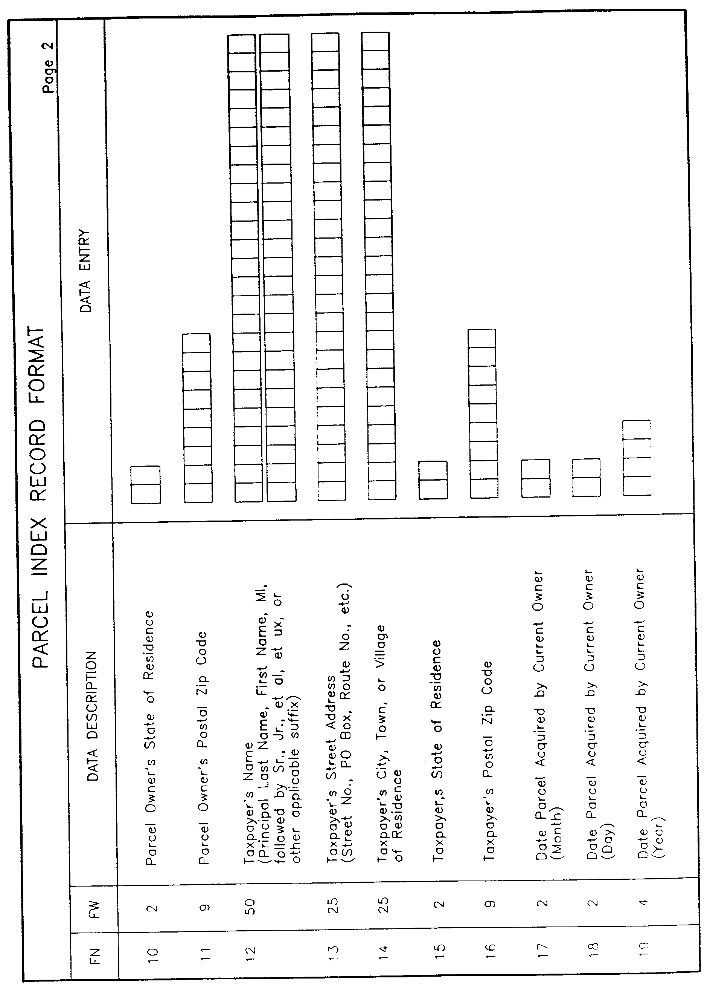 PARCEL INDEX RECORD FORMAT
Page 2
FN FW DATA DESCRIPTION DATA ENTRY
10 2 Parcel Owner's State of Residence
11 9 Parcel Owner's Postal Zip Code
12 50 Taxpayer's Name
(Principal Last Name, First Name, MI,
followed by Sr., Jr., et al, et ux, or
other applicable suffix)
13 25 Taxpayer's Street Address
(Street No., PO Box, Route No., etc.)
14 25 Taxpayer's City, Town, or Village
of Residence
15 2 Taxpayer,s State of Residence
16 9 Taxpayer's Postal Zip Code
17 2 Date Parcel Acquired by Current Owner
(Month)
18 2 Date Parcel Acquired by Current Owner
(Day)
19 4 Date Parcel Acquired by Current Owner
(Year)